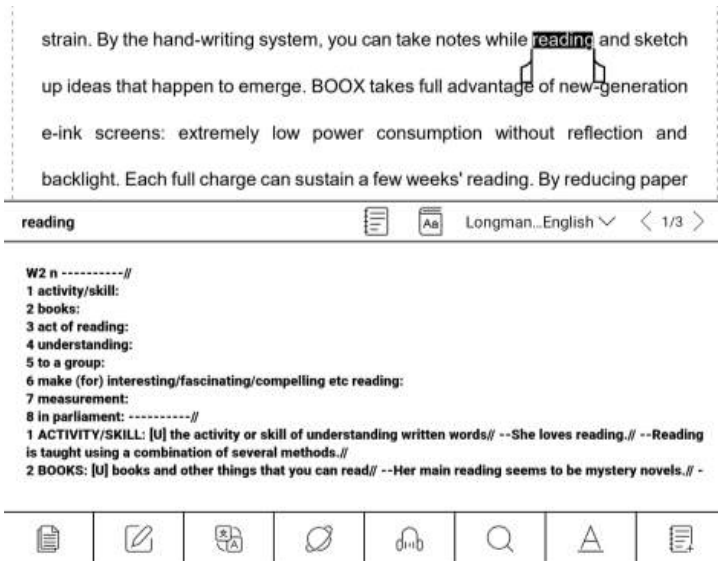 strain. By the hand-writing system, you can take notes while reading and sketch
up ideas that happen to emerge. BOOX takes full advantage of new-generation
e-ink screens: extremely low power consumption without reflection and
backlight. Each full charge can sustain a few weeks' reading. By reducing paper
reading Aa Longman...English 1/3
W2 n ----------//
1 activity/skill:
2 books:
3 act of reading:
4 understanding:
5 to a group:
6 make (for) interesting/fascinating/compelling etc reading:
7 measurement:
8 in parliament: ----------//
1 ACTIVITY/SKILL: [U] the activity or skill of understanding written words// --She loves reading.// --Reading
is taught using a combination of several methods.//
2 BOOKS: [U] books and other things that you can read// --Her main reading seems to be mystery novels.// -
文 A A